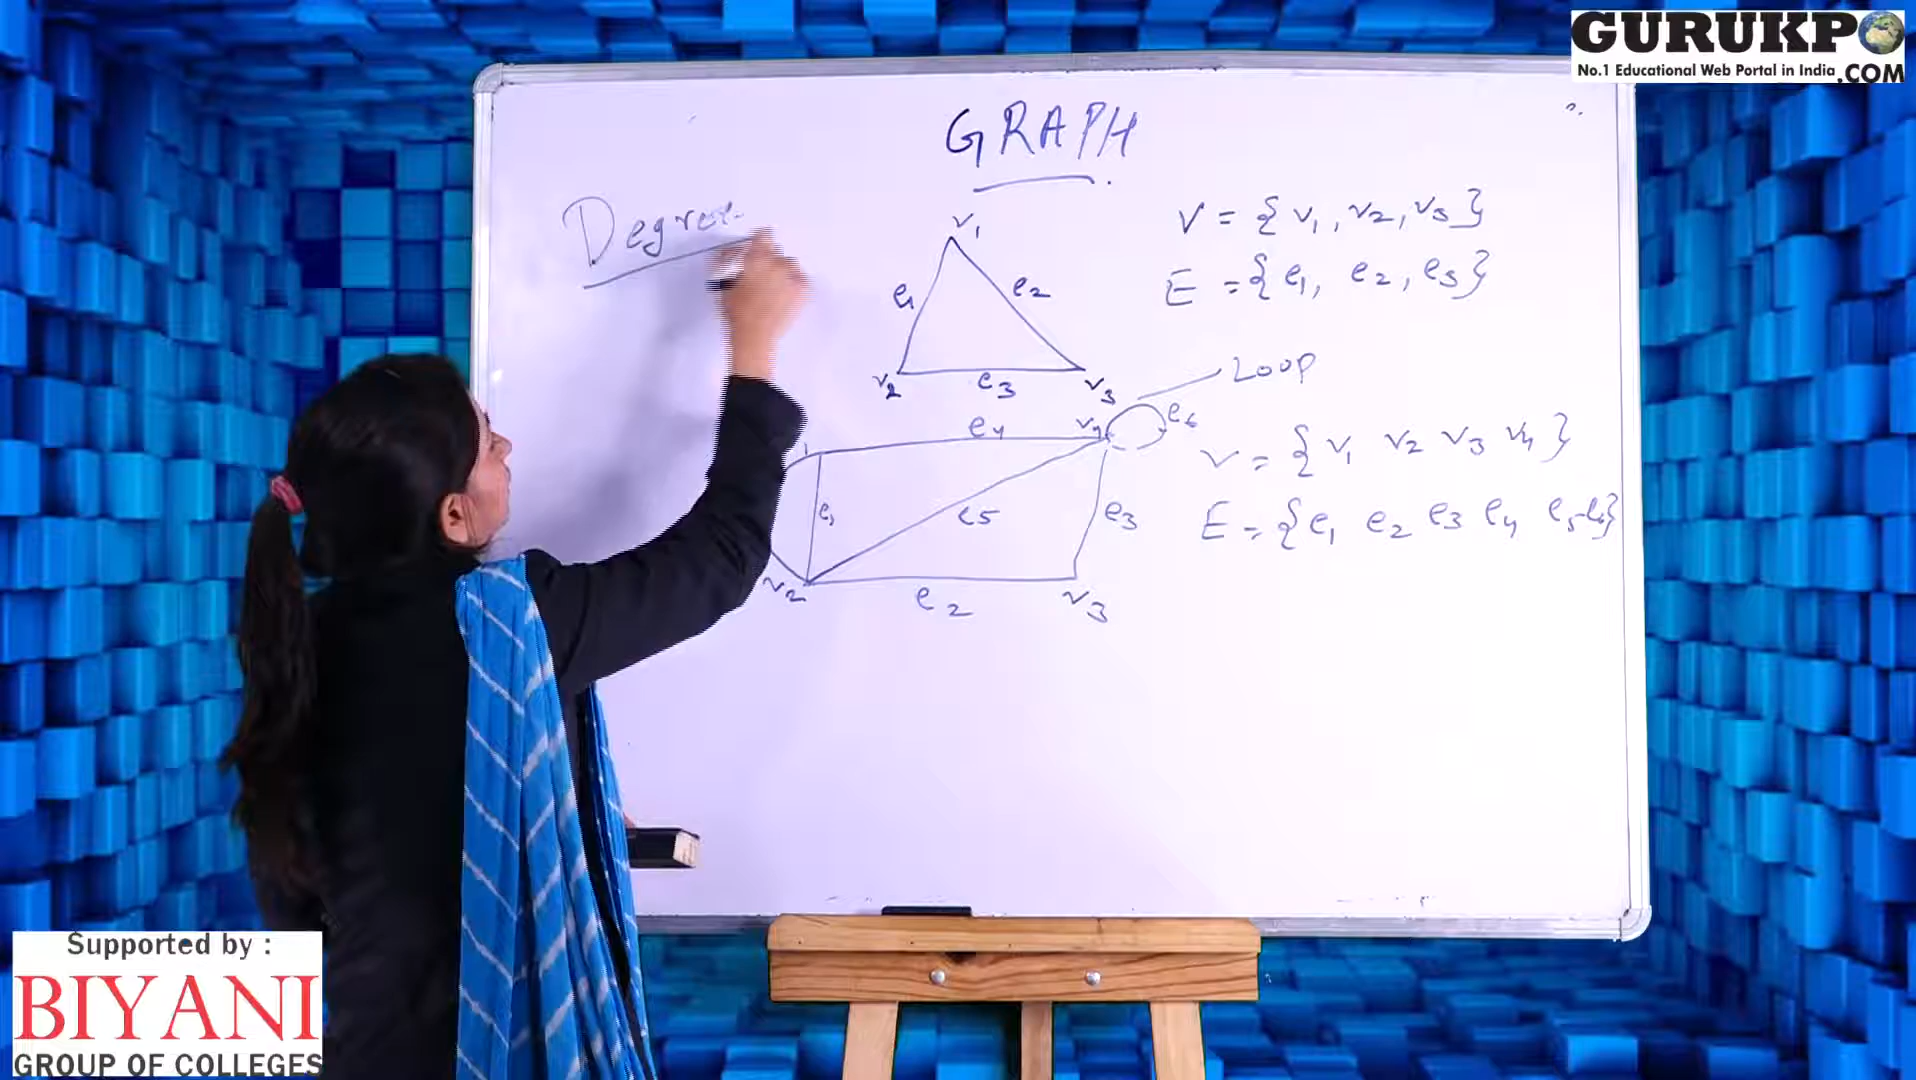 GURUKPO
No.1 Educational Web Portal in India .COM
GRAPH
Degree
v1
e1
e2
v2
e3
v3
V = { v1, v2, v3 }
E = { e1, e2, e3 }
Loop
e4
v4
e6
e1
e5
e3
v2
e2
v3
V = { v1 v2 v3 v4 }
E = { e1 e2 e3 e4 e5 e6 }
Supported by :
BIYANI
GROUP OF COLLEGES